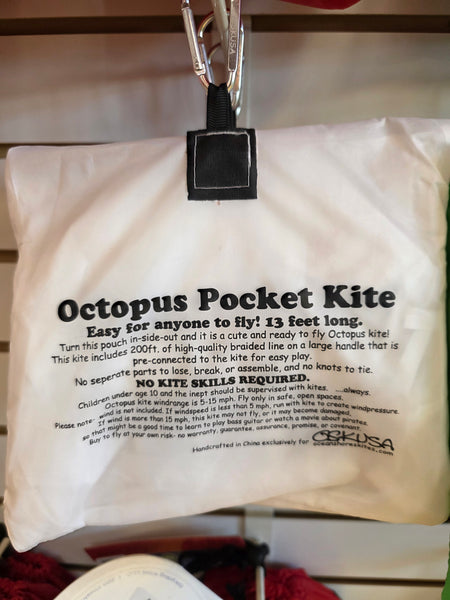 OSKUSA
Octopus Pocket Kite
Easy for anyone to fly! 13 feet long.
Turn this pouch in-side-out and it is a cute and ready to fly Octopus kite!
This kite includes 200ft. of high-quality braided line on a large handle that is
pre-connected to the kite for easy play.
No seperate parts to lose, break, or assemble, and no knots to tie.
NO KITE SKILLS REQUIRED.
Children under age 10 and the inept should be supervised with kites. ....always.
Octopus kite windrange is 5-15 mph. Fly only in safe, open spaces.
Please note- wind is not included. If windspeed is less than 5 mph, run with kite to create windpressure.
If wind is more than 15 mph, this kite may not fly, or it may become damaged,
so that might be a good time to learn to play bass guitar or watch a movie about pirates.
Buy to fly at your own risk- no warranty, guarantee, assurance, promise, or covenant.
Handcrafted in China exclusively for OSKUSA
oceanshoreskites.com